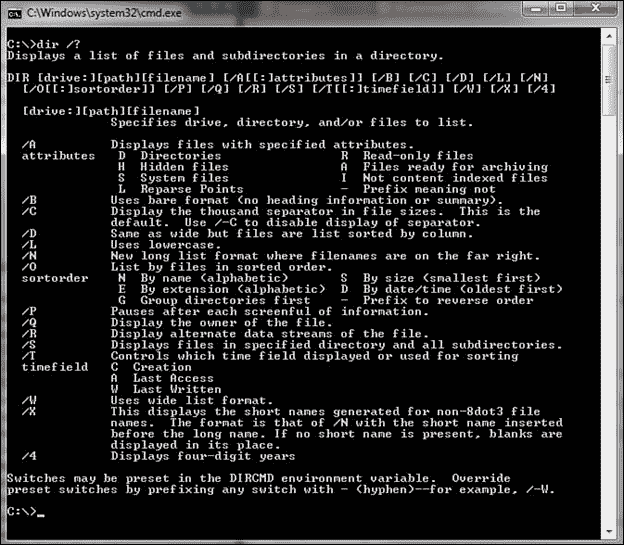 C:\Windows\system32\cmd.exe
C:\>dir /?
Displays a list of files and subdirectories in a directory.
DIR [drive:][path][filename] [/A[[:]attributes]] [/B] [/C] [/D] [/L] [/N]
[/O[[:]sortorder]] [/P] [/Q] [/R] [/S] [/T[[:]timefield]] [/W] [/X] [/4]
[drive:][path][filename]
Specifies drive, directory, and/or files to list.
/A Displays files with specified attributes.
attributes D Directories R Read-only files
H Hidden files A Files ready for archiving
S System files I Not content indexed files
L Reparse Points - Prefix meaning not
/B Uses bare format (no heading information or summary).
/C Display the thousand separator in file sizes. This is the
default. Use /-C to disable display of separator.
/D Same as wide but files are list sorted by column.
/L Uses lowercase.
/N New long list format where filenames are on the far right.
/O List by files in sorted order.
sortorder N By name (alphabetic) S By size (smallest first)
E By extension (alphabetic) D By date/time (oldest first)
G Group directories first - Prefix to reverse order
/P Pauses after each screenful of information.
/Q Display the owner of the file.
/R Display alternate data streams of the file.
/S Displays files in specified directory and all subdirectories.
/T Controls which time field displayed or used for sorting
timefield C Creation
A Last Access
W Last Written
/W Uses wide list format.
/X This displays the short names generated for non-8dot3 file
names. The format is that of /N with the short name inserted
before the long name. If no short name is present, blanks are
displayed in its place.
/4 Displays four-digit years
Switches may be preset in the DIRCMD environment variable. Override
preset switches by prefixing any switch with - (hyphen)--for example, /-W.
C:\>_